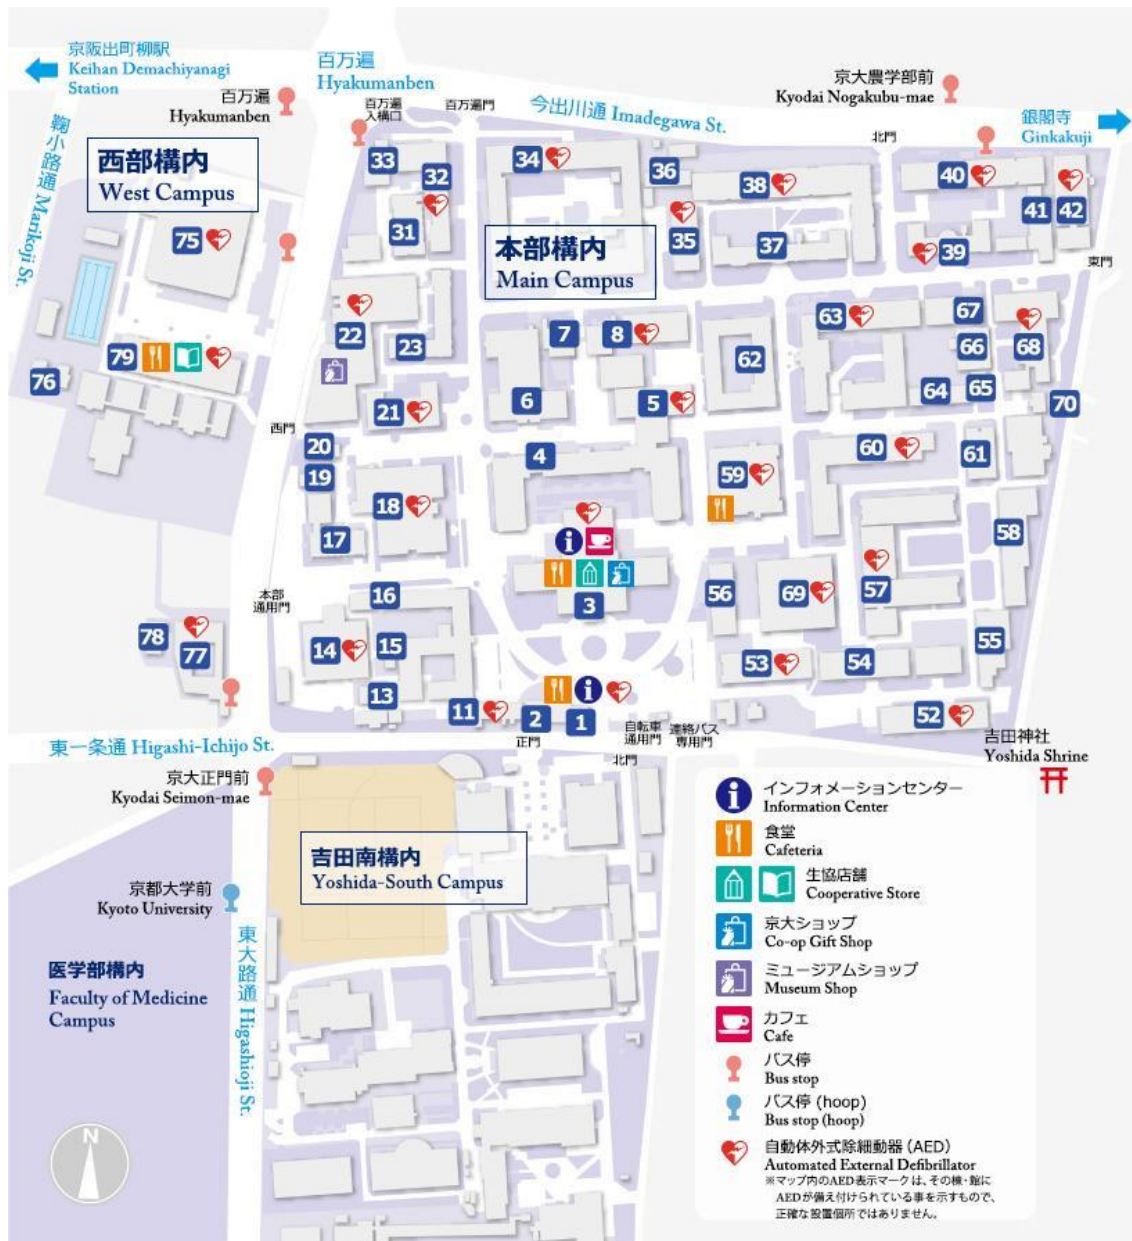 京阪出町柳駅
Keihan Demachiyanagi
Station
百万遍
Hyakumanben
百万遍
Hyakumanben
百万遍
入構口
百万遍門
今出川通 Imadegawa St.
京大農学部前
Kyodai Nogakubu-mae
北門
銀閣寺
Ginkakuji
鞠小路通 Marikoji St.
西部構内
West Campus
本部構内
Main Campus
33
32
34
36
38
40
31
35
37
39
41
42
東門
75
79
76
22
23
7
8
62
63
67
66
68
21
6
5
64
65
70
西門
20
19
18
4
59
60
61
17
58
本部
通用門
16
3
56
69
57
78
77
14
15
53
54
55
13
11
2
1
52
正門
自転車
通用門
連絡バス
専用門
北門
吉田神社
Yoshida Shrine
東一条通 Higashi-Ichijo St.
京大正門前
Kyodai Seimon-mae
吉田南構内
Yoshida-South Campus
京都大学前
Kyoto University
東大路通 Higashioji St.
医学部構内
Faculty of Medicine
Campus
N
インフォメーションセンター
Information Center
食堂
Cafeteria
生協店舗
Cooperative Store
京大ショップ
Co-op Gift Shop
ミュージアムショップ
Museum Shop
カフェ
Cafe
バス停
Bus stop
バス停 (hoop)
Bus stop (hoop)
自動体外式除細動器 (AED)
Automated External Defibrillator
※マップ内のAED表示マークは、その棟・館に
AEDが備え付けられている事を示すもので、
正確な設置個所ではありません。